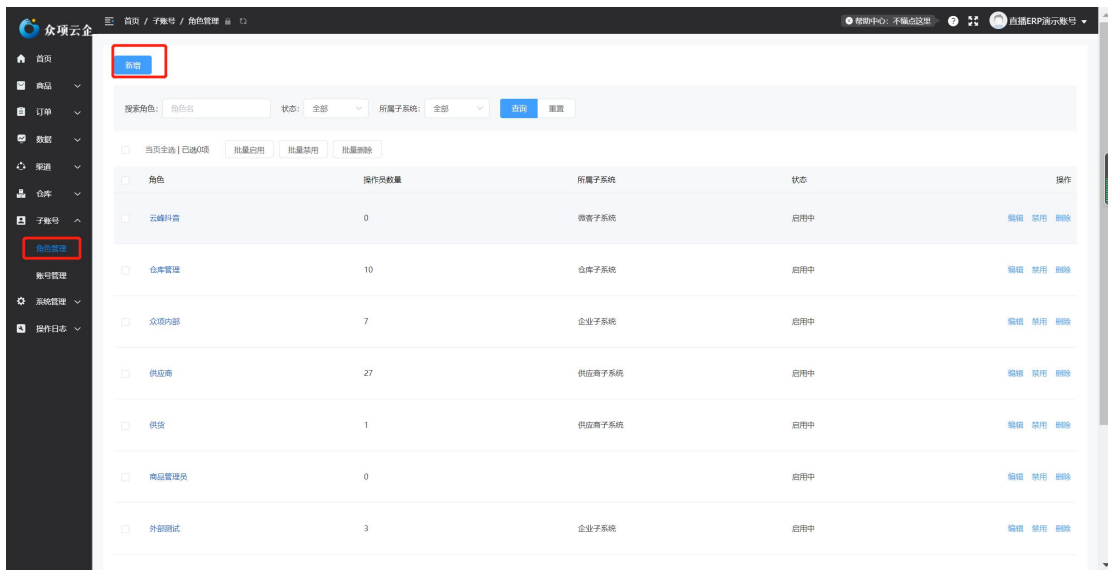 众项云企
首页 / 子账号 / 角色管理
帮助中心：不懂点这里
直播ERP演示账号
首页
商品
订单
数据
渠道
仓库
子账号
角色管理
账号管理
系统管理
操作日志
新增
搜索角色： 角色名 状态： 全部 所属子系统： 全部 查询 重置
当页全选 | 已选0项 批量启用 批量禁用 批量删除
角色 操作员数量 所属子系统 状态 操作
云峰抖音 0 微客子系统 启用中 编辑 禁用 删除
仓库管理 10 仓库子系统 启用中 编辑 禁用 删除
众项内部 7 企业子系统 启用中 编辑 禁用 删除
供应商 27 供应商子系统 启用中 编辑 禁用 删除
供货 1 供应商子系统 启用中 编辑 禁用 删除
商品管理员 0 启用中 编辑 禁用 删除
外部测试 3 企业子系统 启用中 编辑 禁用 删除